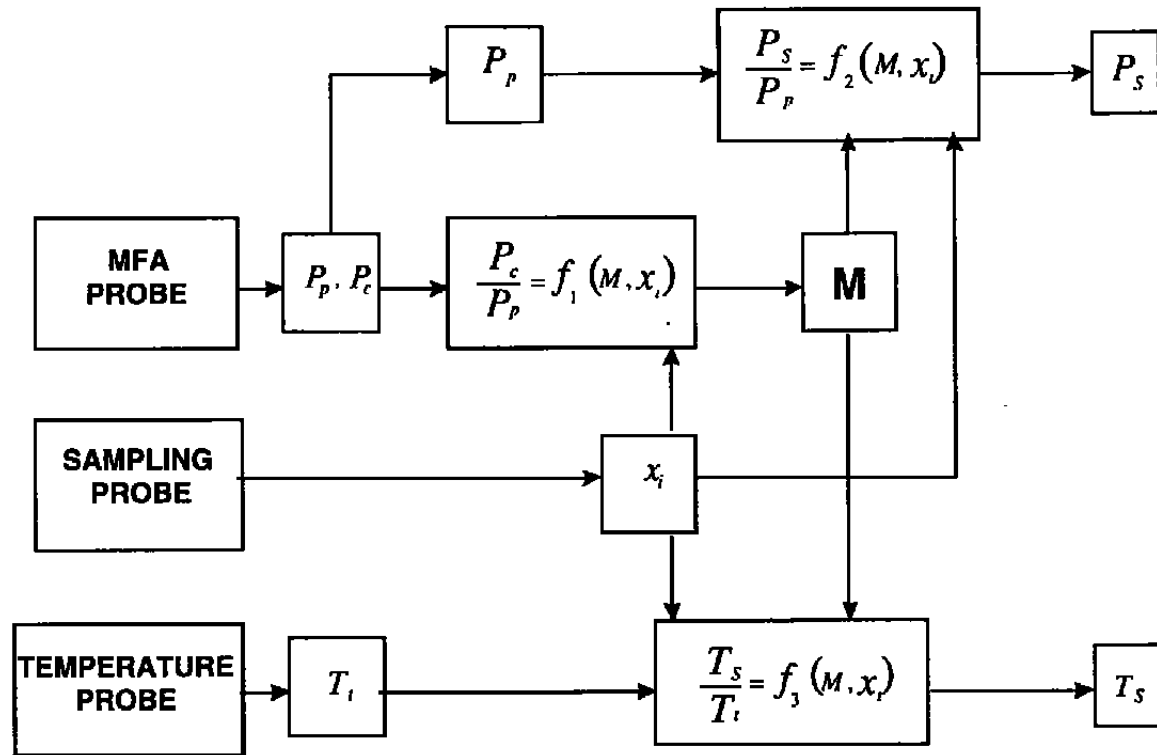 P_p
P_s/P_p = f_2 (M, x_i)
P_s
MFA
PROBE
P_p, P_c
P_c/P_p = f_1 (M, x_i)
M
SAMPLING
PROBE
x_i
TEMPERATURE
PROBE
T_t
T_s/T_t = f_3 (M, x_i)
T_s